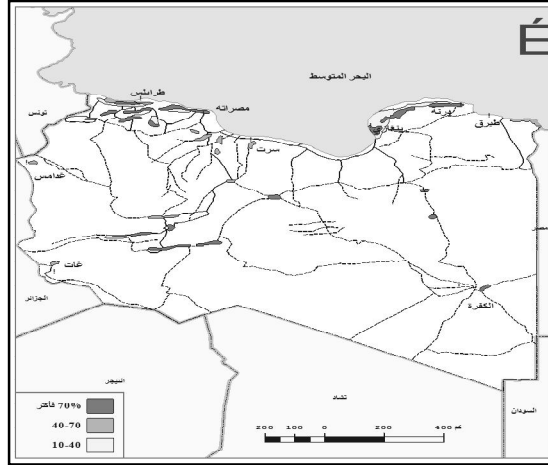 É
البحر المتوسط
طرابلس
مصراته
تونس
درنة
بنغازي
طبرق
سرت
غدامس
مصر
غات
الجزائر
الكفرة
النيجر
تشاد
السودان
70% فأكثر
40-70
10-40
200 100 0 200 400 كم